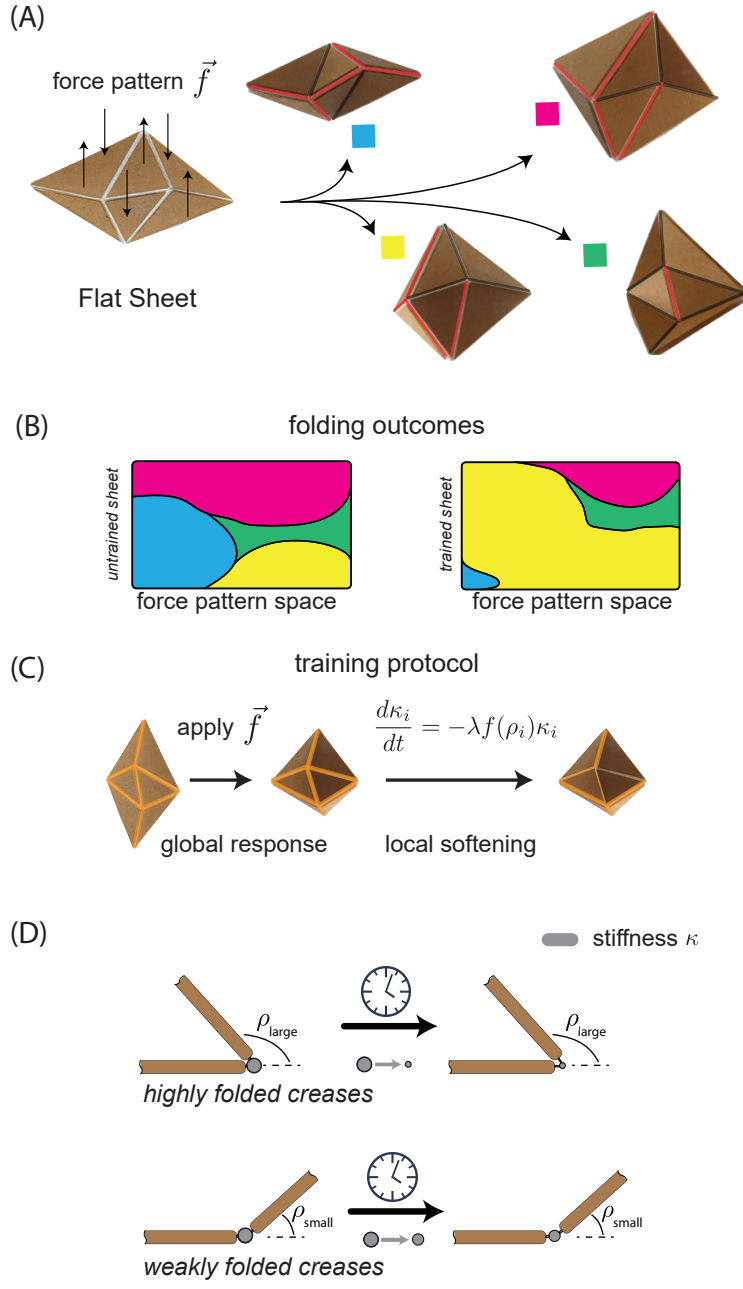 (A)
force pattern $\vec{f}$
Flat Sheet
(B)
folding outcomes
untrained sheet
force pattern space
trained sheet
force pattern space
(C)
training protocol
apply $\vec{f}$
$\frac{d\kappa_i}{dt} = -\lambda f(\rho_i)\kappa_i$
global response
local softening
(D)
stiffness κ
$\rho_{\text{large}}$
$\rho_{\text{large}}$
highly folded creases
$\rho_{\text{small}}$
$\rho_{\text{small}}$
weakly folded creases